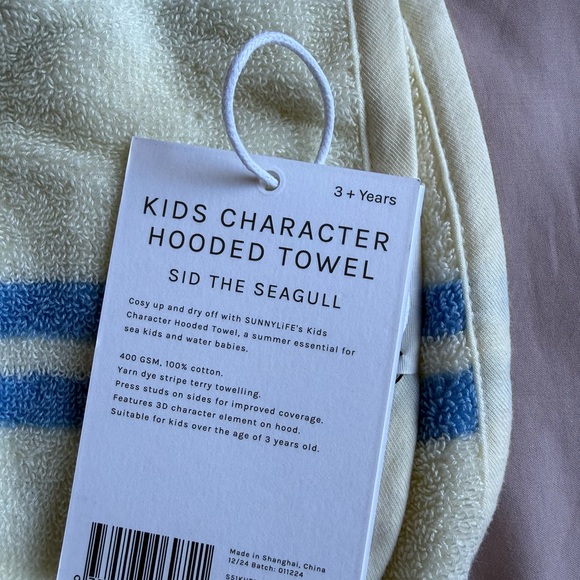 3 + Years
KIDS CHARACTER
HOODED TOWEL
SID THE SEAGULL
Cosy up and dry off with SUNNYLiFE's Kids
Character Hooded Towel, a summer essential for
sea kids and water babies.
400 GSM, 100% cotton.
Yarn dye stripe terry towelling.
Press studs on sides for improved coverage.
Features 3D character element on hood.
Suitable for kids over the age of 3 years old.
Made in Shanghai, China
12/24 Batch: 011224